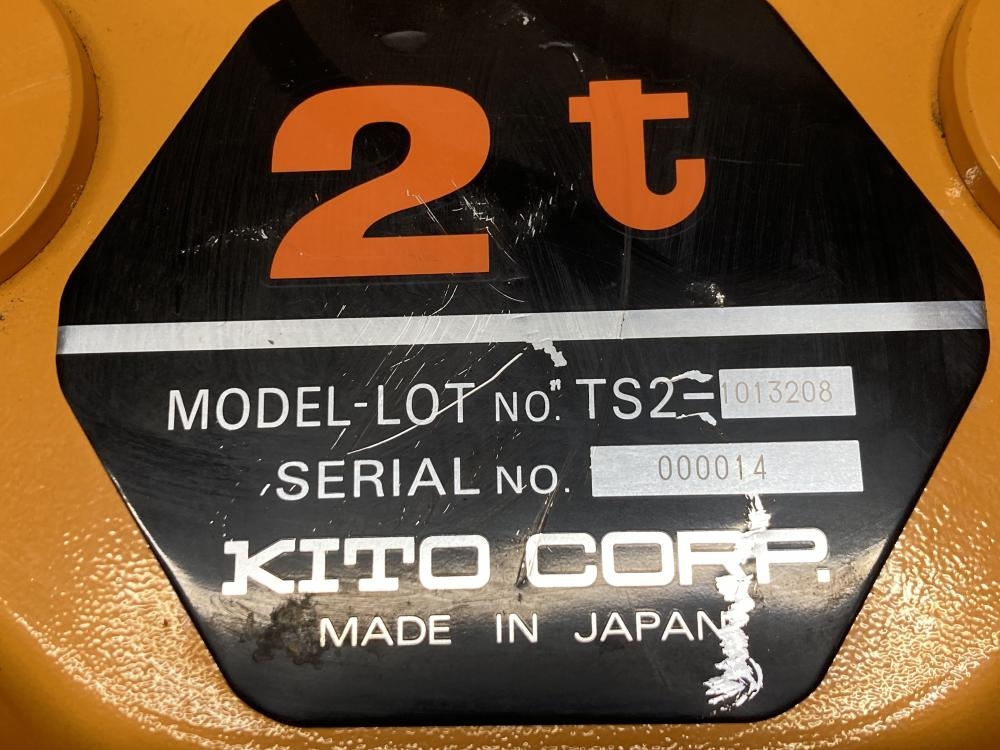 2t
MODEL-LOT NO. TS2-1013208
SERIAL NO. 000014
KITO CORP.
MADE IN JAPAN